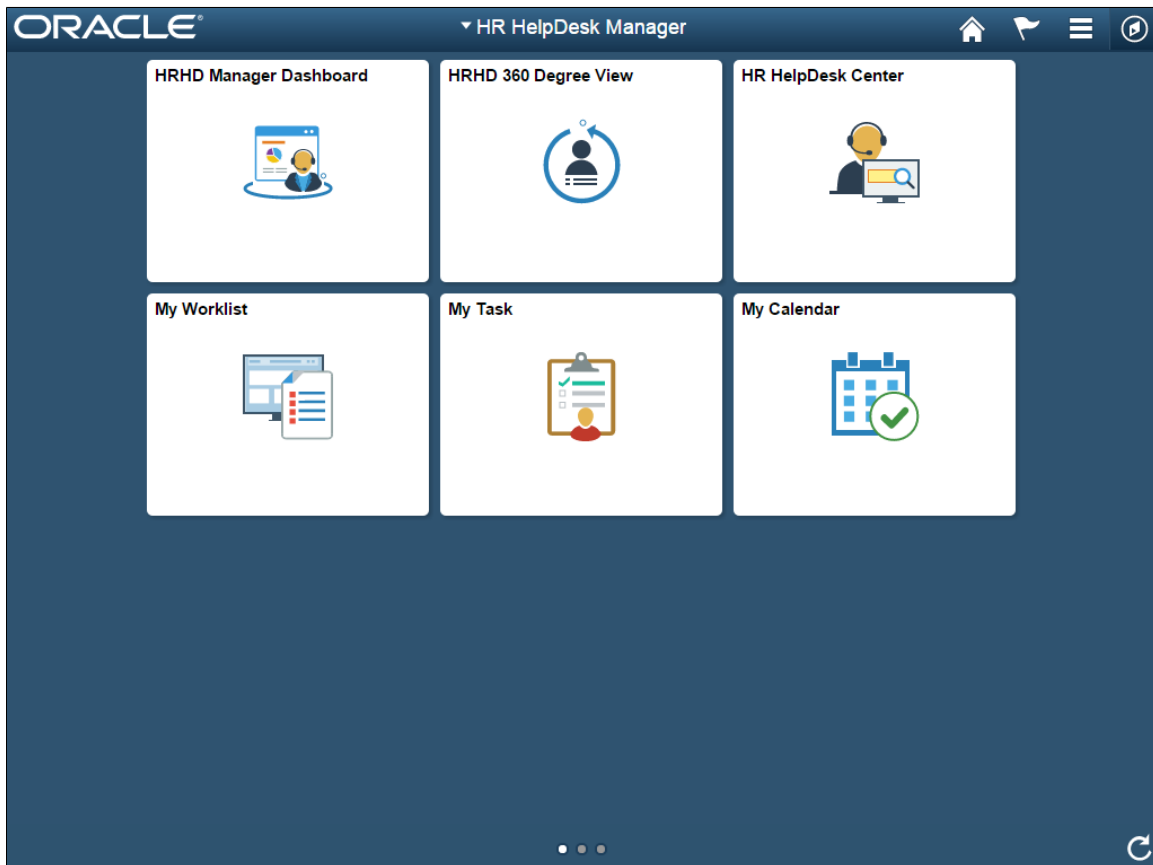 ORACLE®
HR HelpDesk Manager
HRHD Manager Dashboard
HRHD 360 Degree View
HR HelpDesk Center
My Worklist
My Task
My Calendar